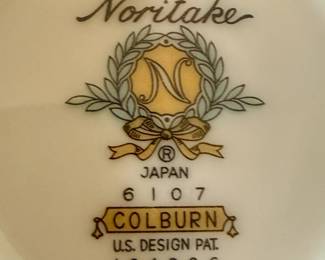 Noritake
N
®
JAPAN
6107
COLBURN
U.S. DESIGN PAT.